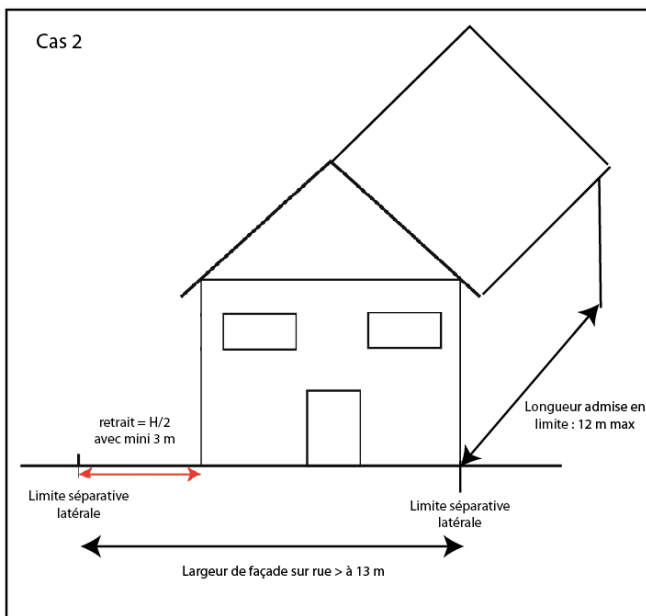 Cas 2
retrait = H/2
avec mini 3 m
Longueur admise en
limite : 12 m max
Limite séparative
latérale
Limite séparative
latérale
Largeur de façade sur rue > à 13 m